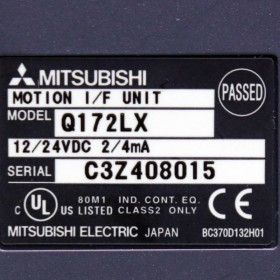 MITSUBISHI
PASSED
MOTION I/F UNIT
MODEL Q172LX
12/24VDC 2/4mA
SERIAL C3Z408015
C UL US LISTED 80M1 IND. CONT. EQ. CLASS2 ONLY
MITSUBISHI ELECTRIC JAPAN BC370D132H01